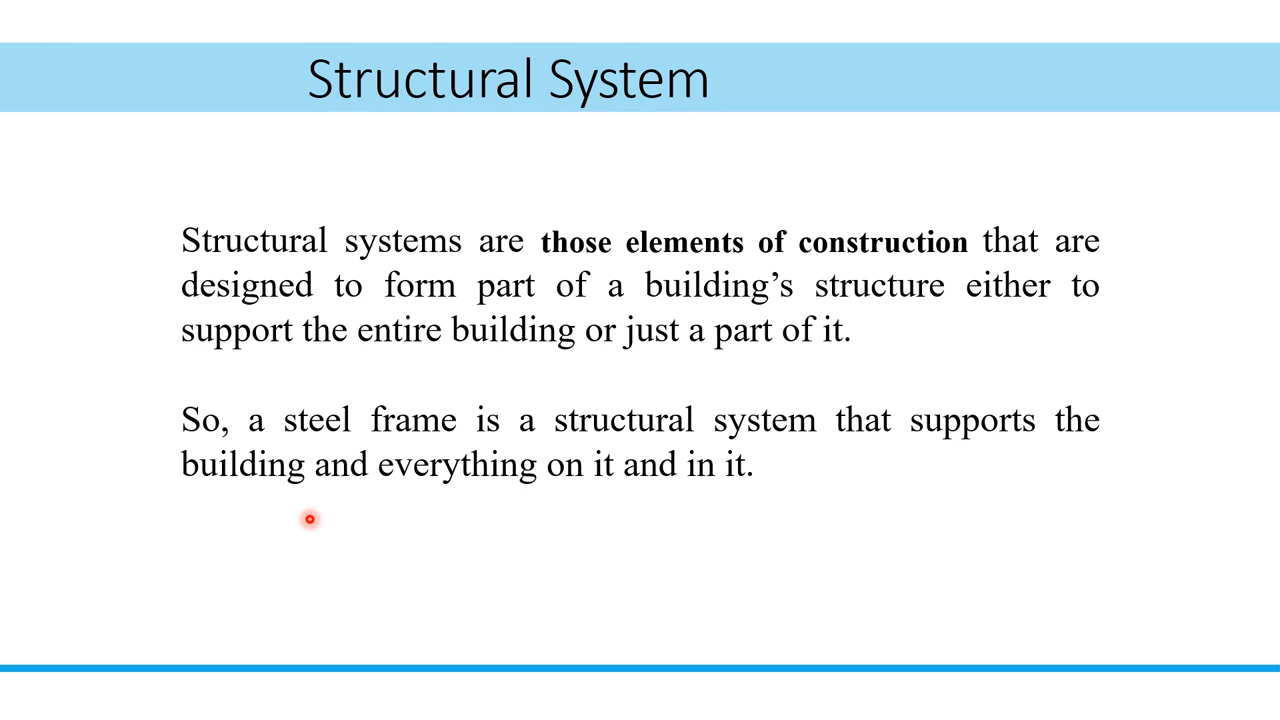 Structural System
Structural systems are those elements of construction that are
designed to form part of a building’s structure either to
support the entire building or just a part of it.
So, a steel frame is a structural system that supports the
building and everything on it and in it.